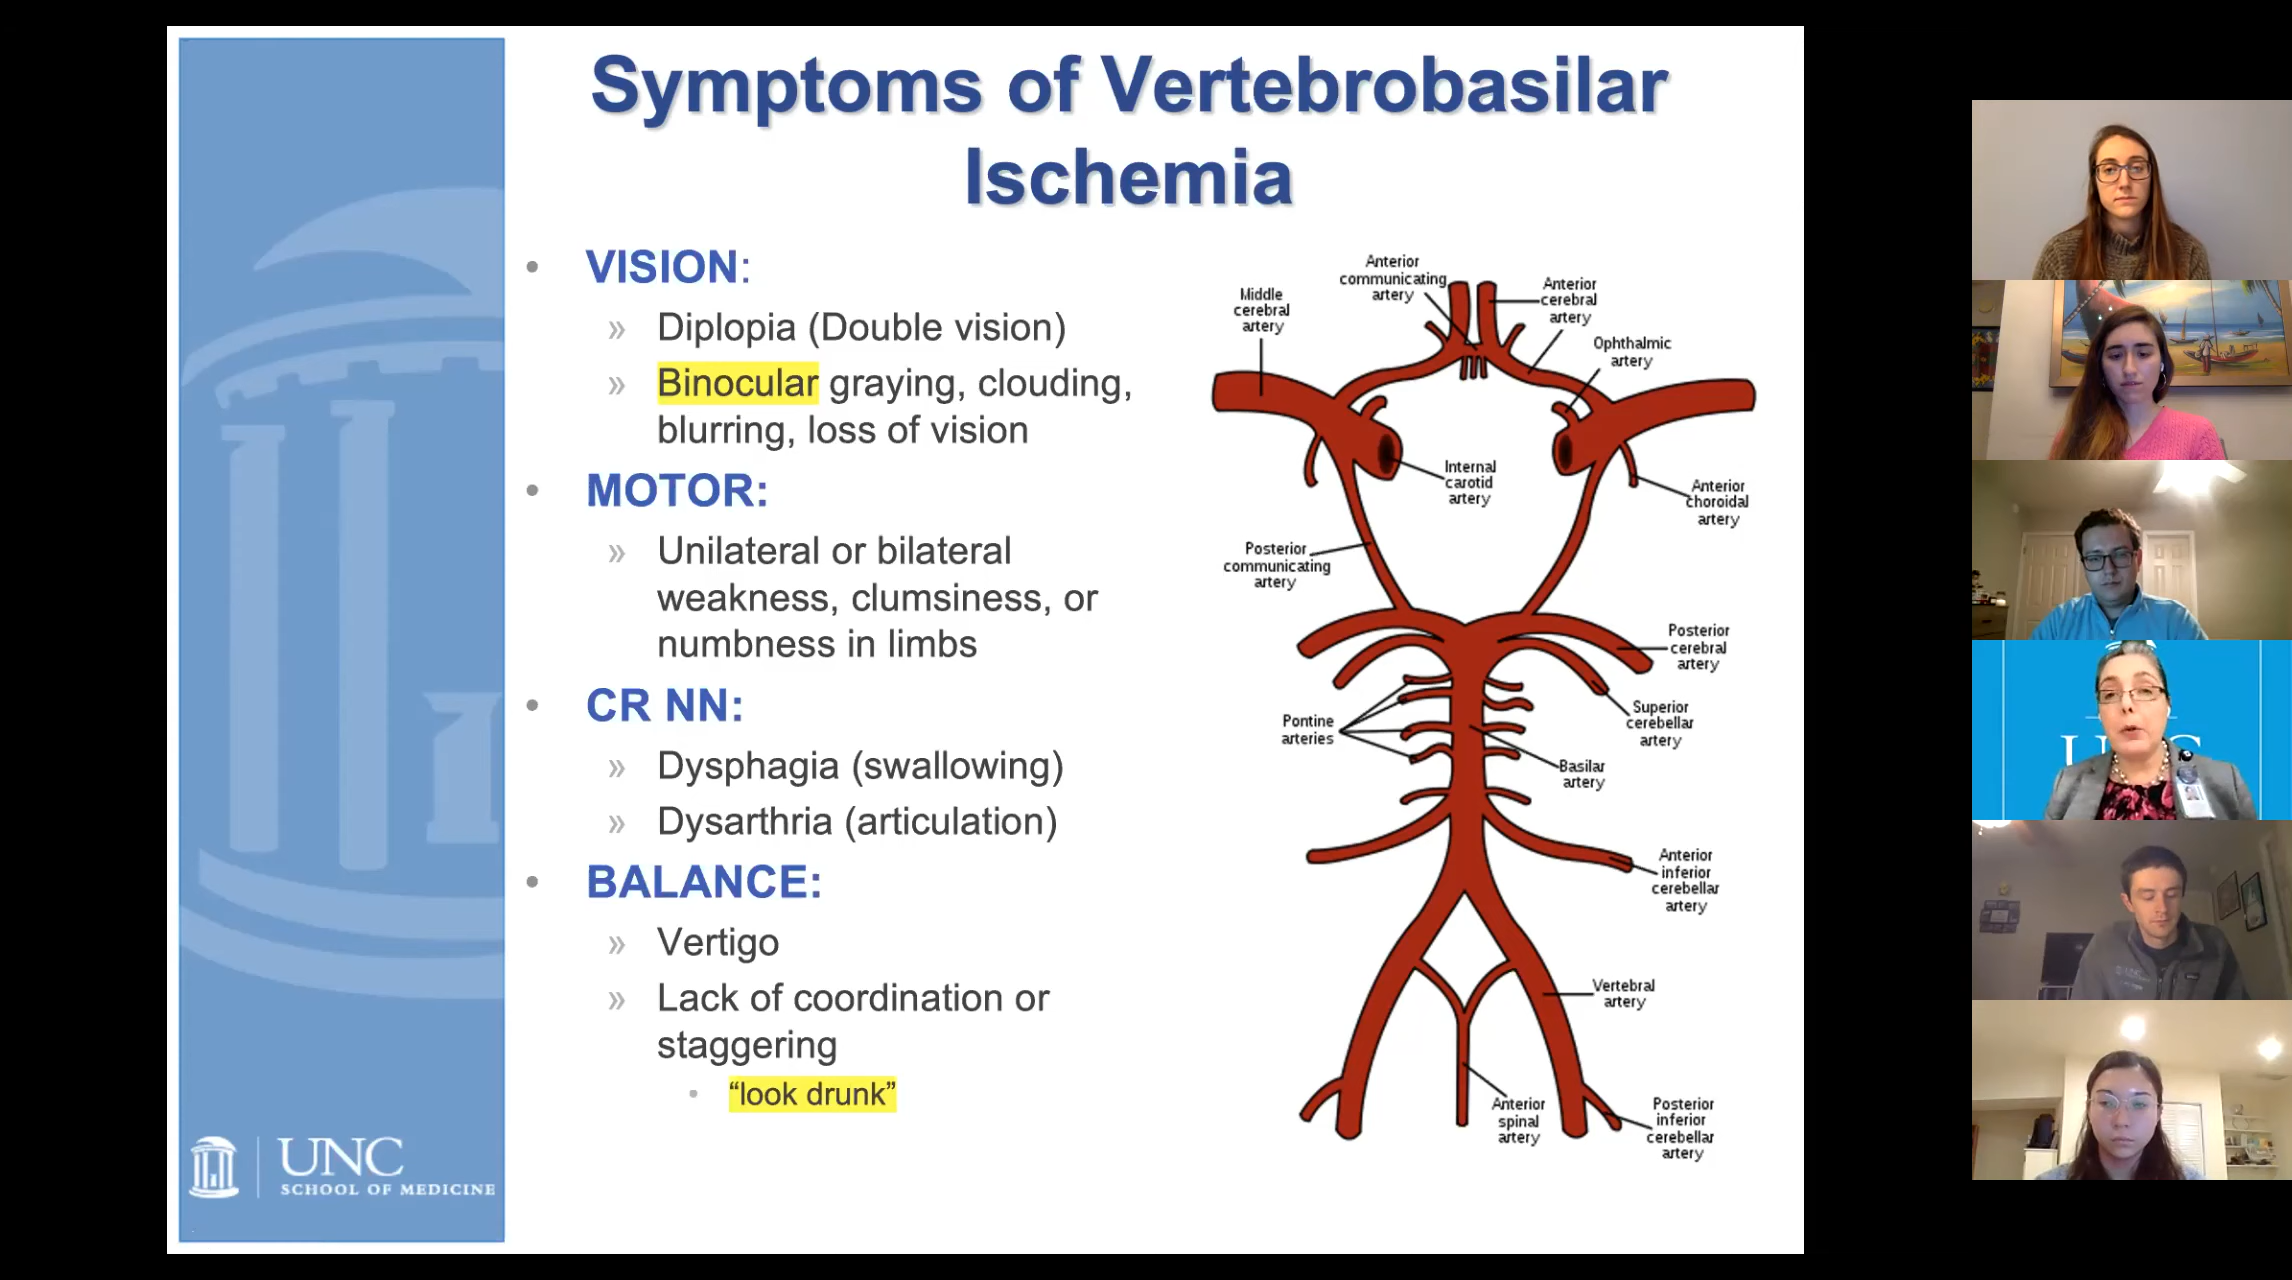 Symptoms of Vertebrobasilar
Ischemia
• VISION:
» Diplopia (Double vision)
» Binocular graying, clouding,
blurring, loss of vision
• MOTOR:
» Unilateral or bilateral
weakness, clumsiness, or
numbness in limbs
• CR NN:
» Dysphagia (swallowing)
» Dysarthria (articulation)
• BALANCE:
» Vertigo
» Lack of coordination or
staggering
• “look drunk”
UNC
SCHOOL OF MEDICINE
Anterior
communicating
artery
Middle
cerebral
artery
Anterior
cerebral
artery
Ophthalmic
artery
Internal
carotid
artery
Anterior
choroidal
artery
Posterior
communicating
artery
Posterior
cerebral
artery
Superior
cerebellar
artery
Pontine
arteries
Basilar
artery
Anterior
inferior
cerebellar
artery
Vertebral
artery
Anterior
spinal
artery
Posterior
inferior
cerebellar
artery